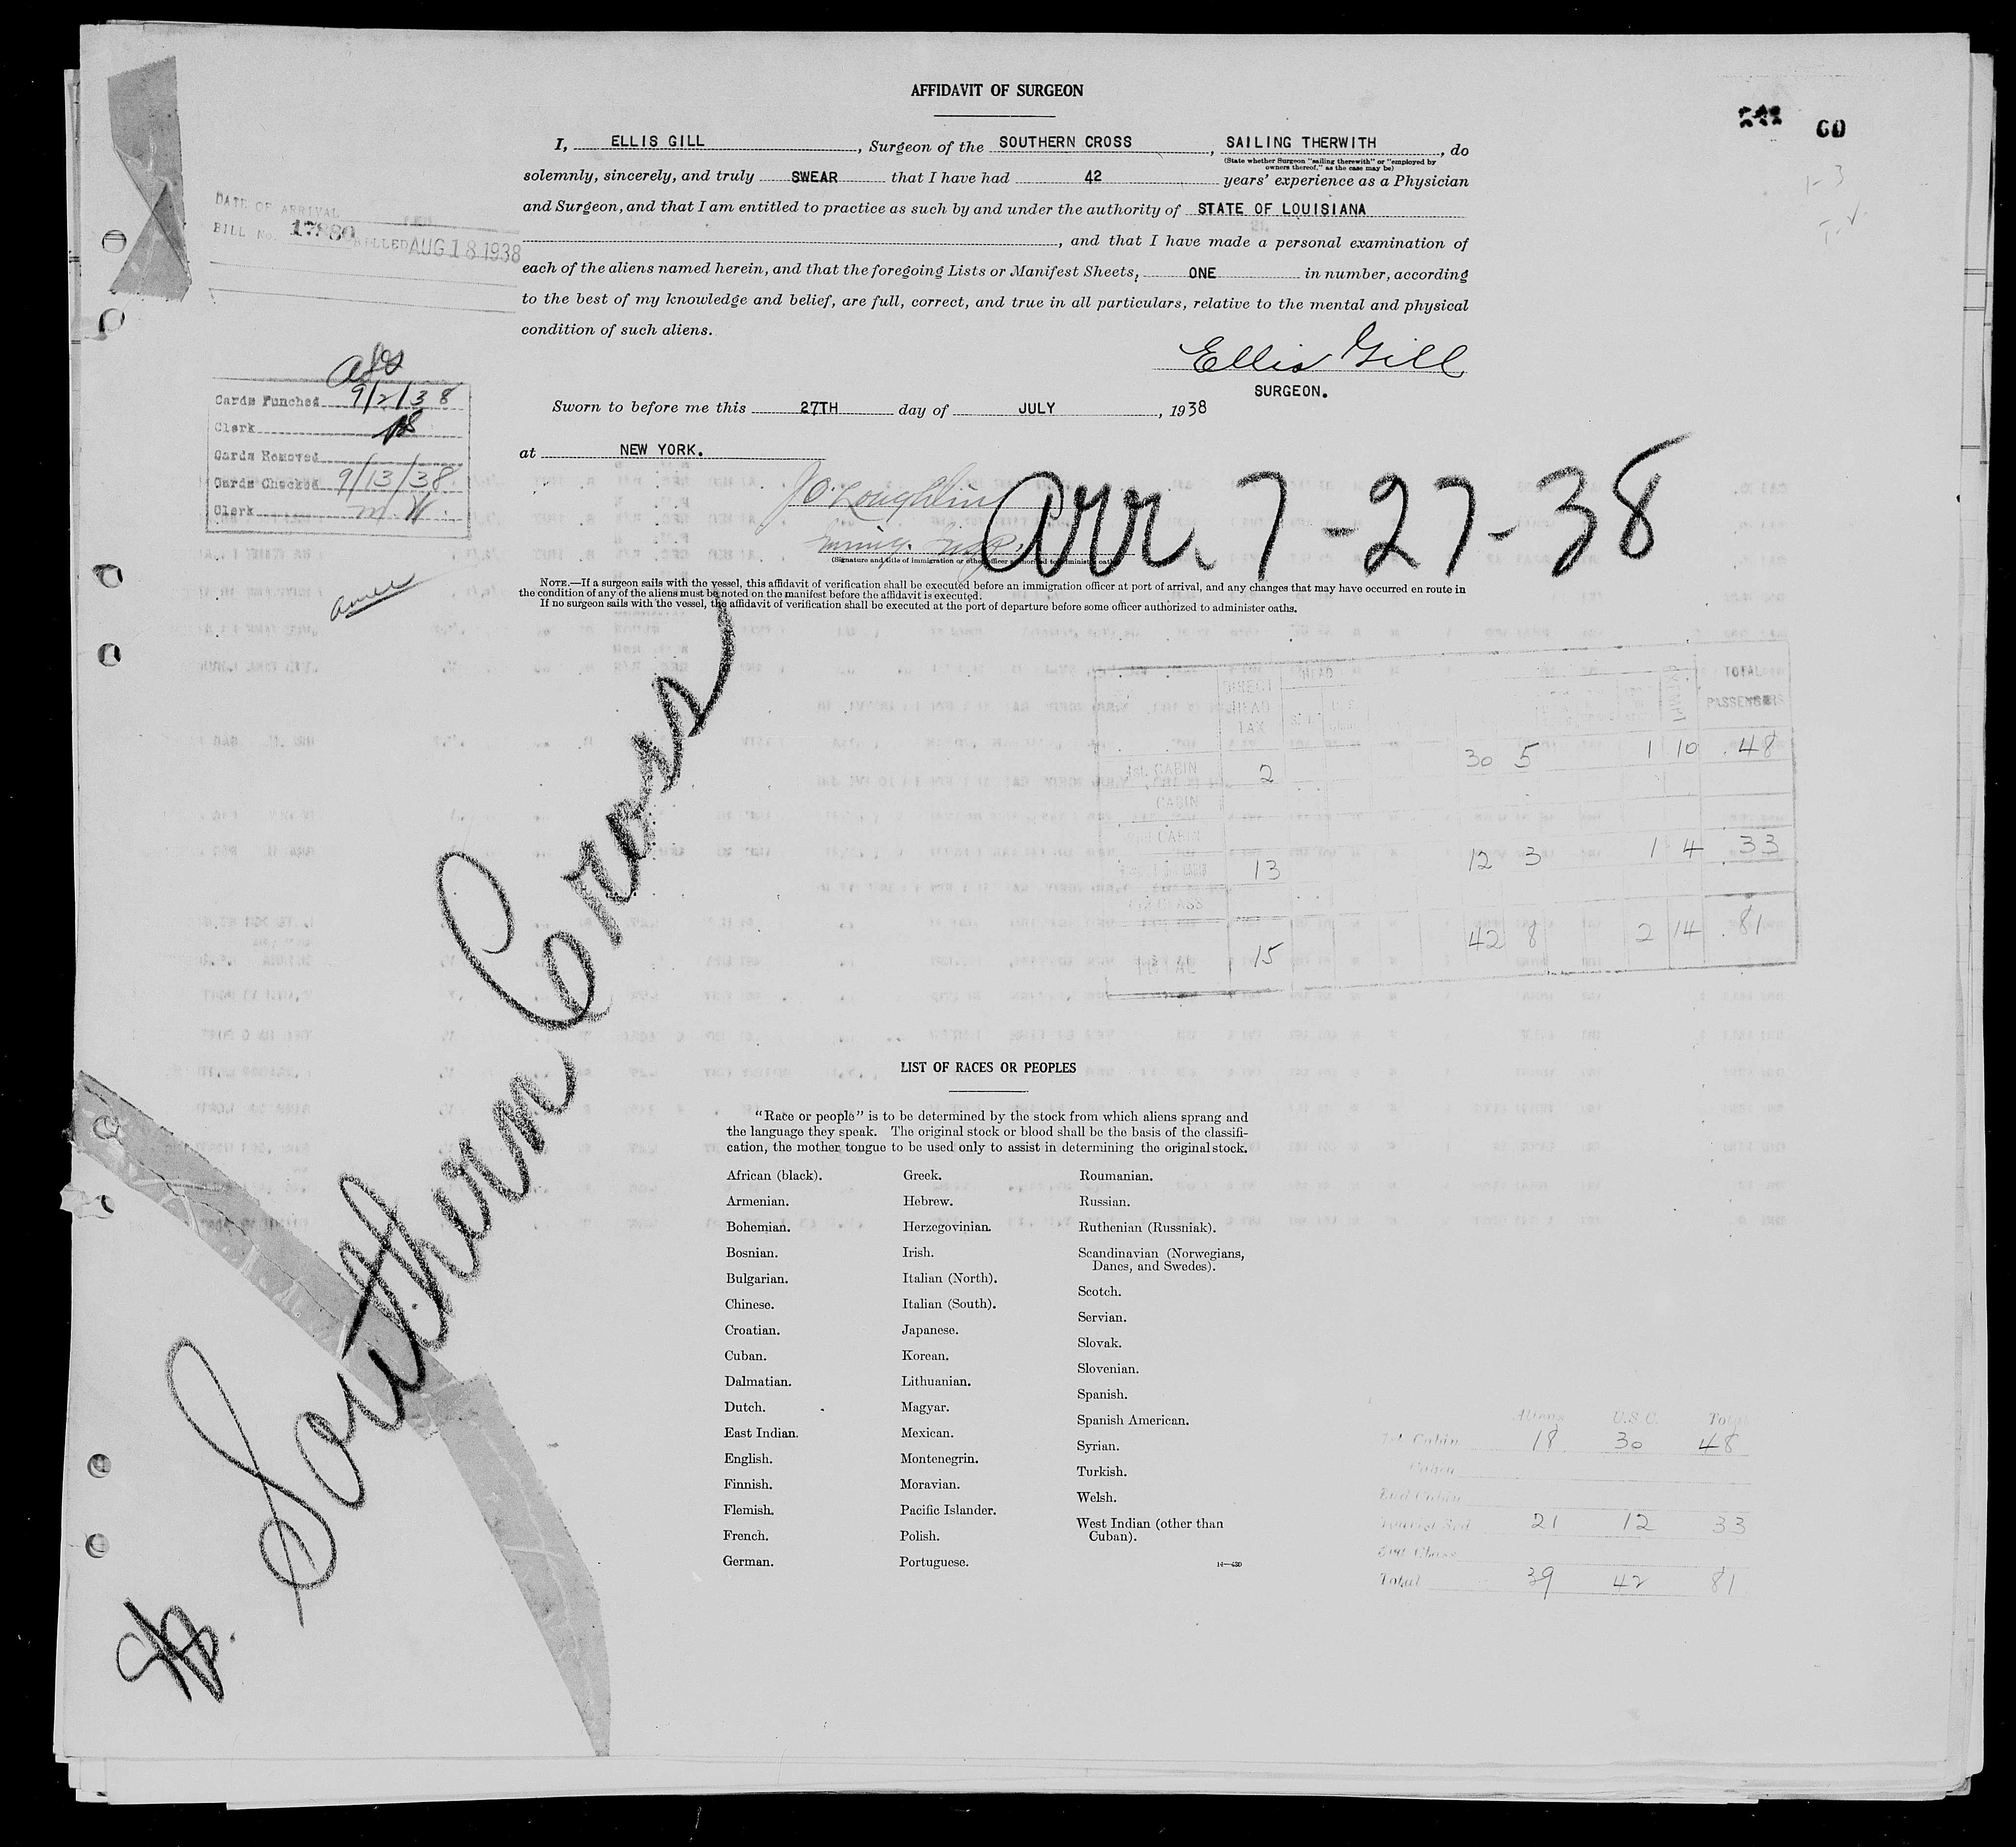 AFFIDAVIT OF SURGEON
60
I, ELLIS GILL, Surgeon of the SOUTHERN CROSS, SAILING THERWITH, do
(State whether Surgeon "sailing therewith" or "employed by
owners thereof," as the case may be)
solemnly, sincerely, and truly SWEAR that I have had 42 years' experience as a Physician
and Surgeon, and that I am entitled to practice as such by and under the authority of STATE OF LOUISIANA
, and that I have made a personal examination of
each of the aliens named herein, and that the foregoing Lists or Manifest Sheets, ONE in number, according
to the best of my knowledge and belief, are full, correct, and true in all particulars, relative to the mental and physical
condition of such aliens.
Ellis Gill
SURGEON.
Sworn to before me this 27TH day of JULY, 1938
at NEW YORK.
J O'Loughlin
Arr. 7-27-38
(Signature and title of immigration or other officer authorized to administer oath)
NOTE.—If a surgeon sails with the vessel, this affidavit of verification shall be executed before an immigration officer at port of arrival, and any changes that may have occurred en route in
the condition of any of the aliens must be noted on the manifest before the affidavit is executed.
If no surgeon sails with the vessel, the affidavit of verification shall be executed at the port of departure before some officer authorized to administer oaths.
DATE OF ARRIVAL
BILL No. BILLED AUG 18 1938
Cards Punched 9/2/38
Clerk
Cards Removed
Cards Checked 9/13/38
Clerk M.W.
Southern Cross
DIRECT HEAD TAX
TOTAL PASSENGERS
1st. CABIN 2 30 5 1 10 48
CABIN
2nd CABIN
13 12 3 1 4 33
TOTAL 15 42 8 2 14 81
LIST OF RACES OR PEOPLES
"Race or people" is to be determined by the stock from which aliens sprang and
the language they speak. The original stock or blood shall be the basis of the classifi-
cation, the mother tongue to be used only to assist in determining the original stock.
African (black).
Armenian.
Bohemian.
Bosnian.
Bulgarian.
Chinese.
Croatian.
Cuban.
Dalmatian.
Dutch.
East Indian.
English.
Finnish.
Flemish.
French.
German.
Greek.
Hebrew.
Herzegovinian.
Irish.
Italian (North).
Italian (South).
Japanese.
Korean.
Lithuanian.
Magyar.
Mexican.
Montenegrin.
Moravian.
Pacific Islander.
Polish.
Portuguese.
Roumanian.
Russian.
Ruthenian (Russniak).
Scandinavian (Norwegians,
Danes, and Swedes).
Scotch.
Servian.
Slovak.
Slovenian.
Spanish.
Spanish American.
Syrian.
Turkish.
Welsh.
West Indian (other than
Cuban).
14—430
Aliens U.S.C. Total
1st Cabin 18 30 48
Cabin
2nd Cabin
Tourist 3rd 21 12 33
3rd Class
Total 39 42 81